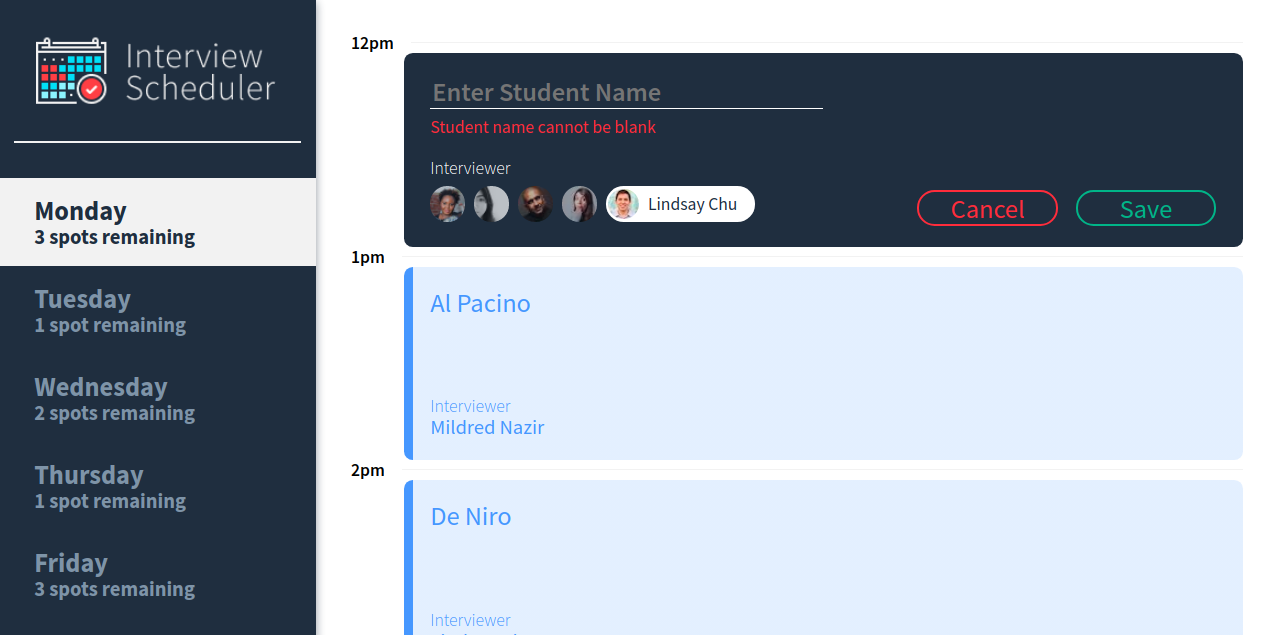 Interview
Scheduler
Monday
3 spots remaining
Tuesday
1 spot remaining
Wednesday
2 spots remaining
Thursday
1 spot remaining
Friday
3 spots remaining
12pm
Enter Student Name
Student name cannot be blank
Interviewer
Lindsay Chu
Cancel
Save
1pm
Al Pacino
Interviewer
Mildred Nazir
2pm
De Niro
Interviewer